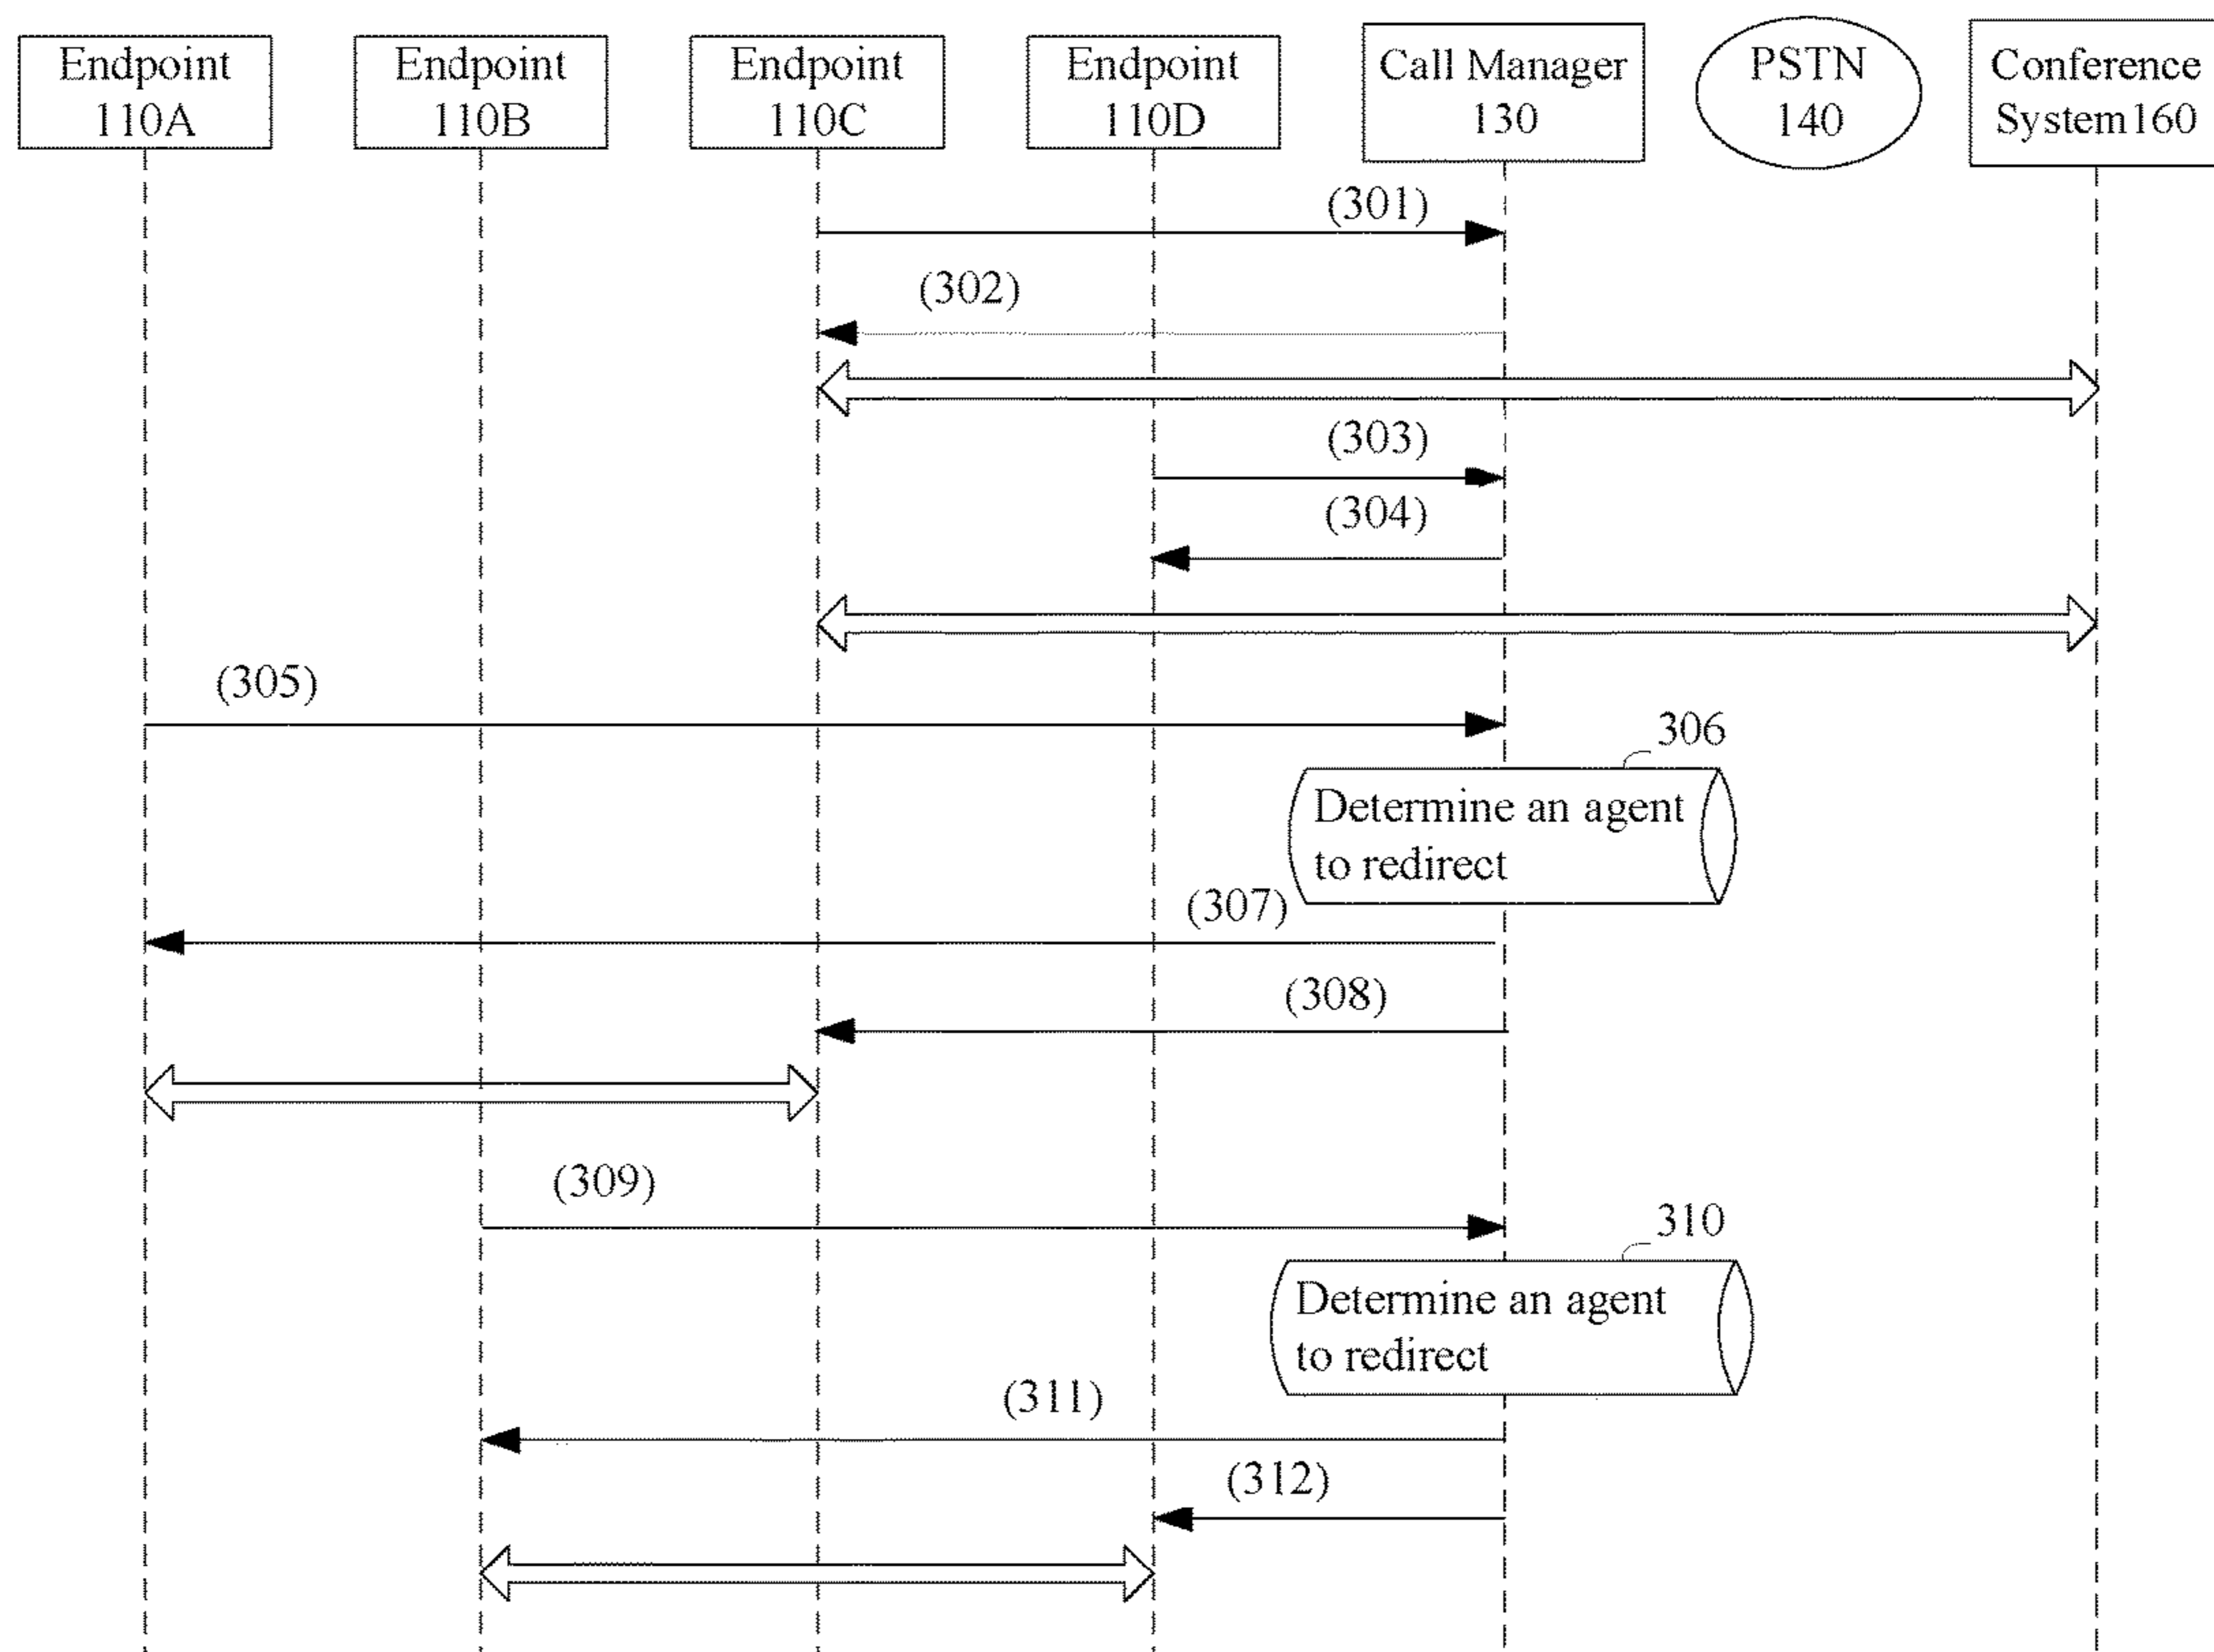 Endpoint
110A
Endpoint
110B
Endpoint
110C
Endpoint
110D
Call Manager
130
PSTN
140
Conference
System160
(301)
(302)
(303)
(304)
(305)
306
Determine an agent
to redirect
(307)
(308)
(309)
310
Determine an agent
to redirect
(311)
(312)